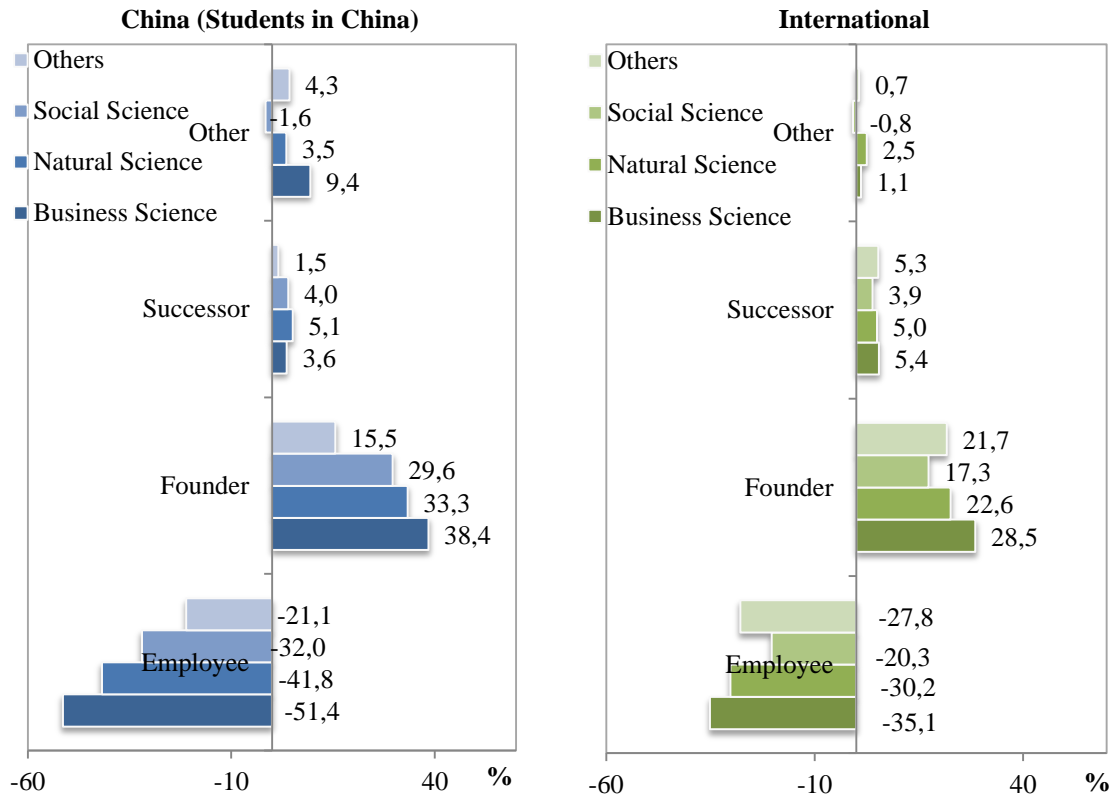 China (Students in China)
Others
Social Science
Natural Science
Business Science
Other
4,3
-1,6
3,5
9,4
Successor
1,5
4,0
5,1
3,6
Founder
15,5
29,6
33,3
38,4
Employee
-21,1
-32,0
-41,8
-51,4
-60
-10
40
%
International
Others
Social Science
Natural Science
Business Science
Other
0,7
-0,8
2,5
1,1
Successor
5,3
3,9
5,0
5,4
Founder
21,7
17,3
22,6
28,5
Employee
-27,8
-20,3
-30,2
-35,1
-60
-10
40
%